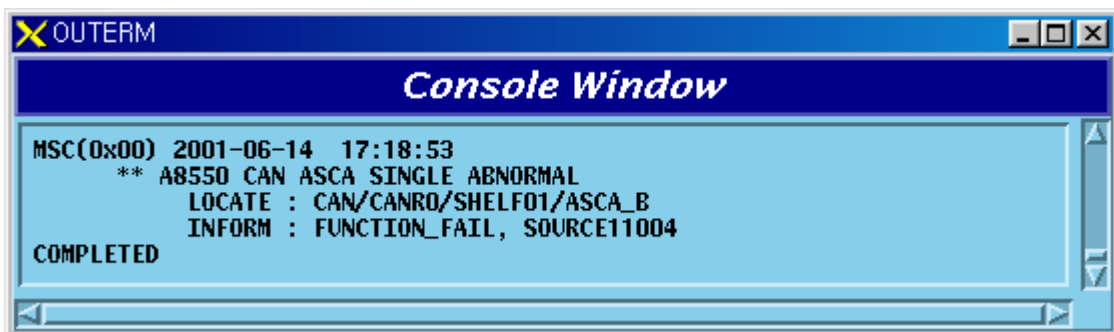 OUTERM
Console Window
MSC(0x00) 2001-06-14 17:18:53
** A8550 CAN ASCA SINGLE ABNORMAL
LOCATE : CAN/CANR0/SHELF01/ASCA_B
INFORM : FUNCTION_FAIL, SOURCE11004
COMPLETED